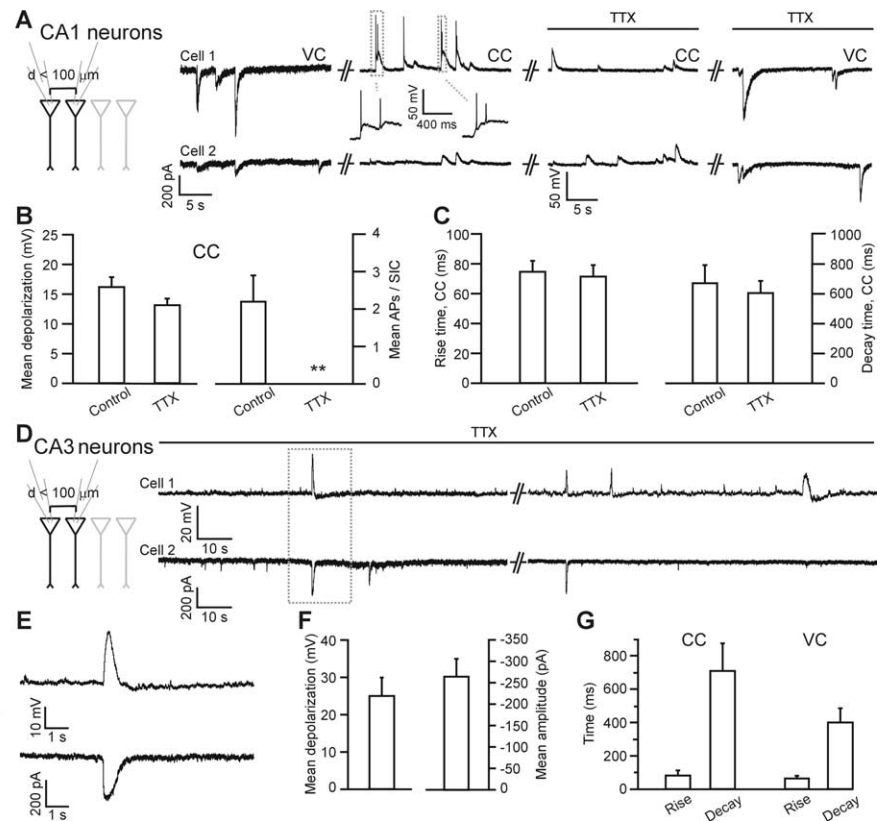 A
CA1 neurons
d < 100 μm
Cell 1
VC
CC
TTX
CC
TTX
VC
50 mV
400 ms
Cell 2
200 pA
5 s
50 mV
5 s
B
CC
Mean depolarization (mV)
25
20
15
10
5
0
Control
TTX
Mean APs / SIC
4
3
2
1
0
**
Control
TTX
C
Rise time, CC (ms)
100
80
60
40
20
0
Control
TTX
Decay time, CC (ms)
1000
800
600
400
200
0
Control
TTX
D
CA3 neurons
d < 100 μm
TTX
Cell 1
20 mV
10 s
Cell 2
200 pA
10 s
E
10 mV
1 s
200 pA
1 s
F
Mean depolarization (mV)
40
30
20
10
0
Mean amplitude (pA)
-350
-300
-250
-200
-150
-100
-50
0
G
CC
VC
Time (ms)
800
600
400
200
0
Rise
Decay
Rise
Decay